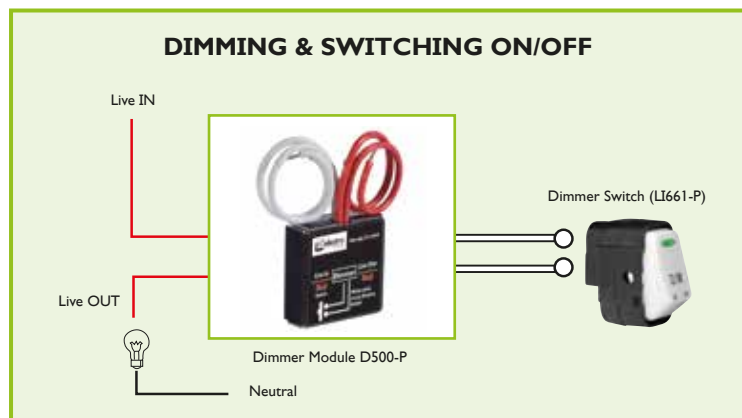 DIMMING & SWITCHING ON/OFF
Live IN
Dimmer Switch (LI661-P)
Live OUT
Dimmer Module D500-P
Neutral